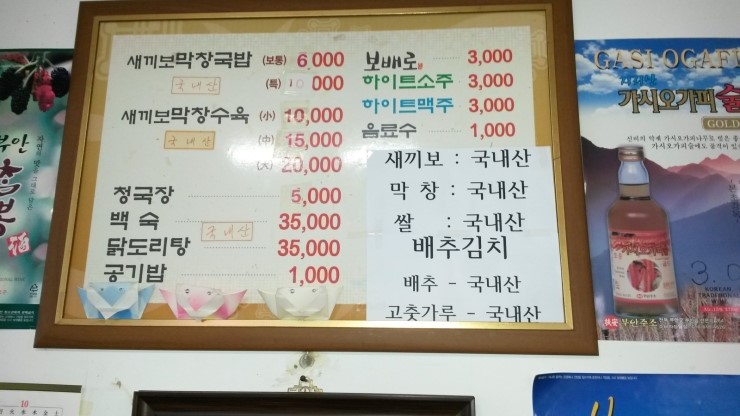 새끼보막창국밥 (보통) 6,000
국내산 (특)
새끼보막창수육 (小) 10,000
국내산 (中) 15,000
(大) 20,000
청국장 5,000
백숙 35,000
국내산
닭도리탕 35,000
공기밥 1,000
보배로 3,000
하이트소주 3,000
하이트맥주 3,000
음료수 1,000
새끼보 : 국내산
막창 : 국내산
쌀 : 국내산
배추김치
배추 - 국내산
고춧가루 - 국내산
GASI OGAPI
가시오가피술
GOLD
부안주조
3.0
10